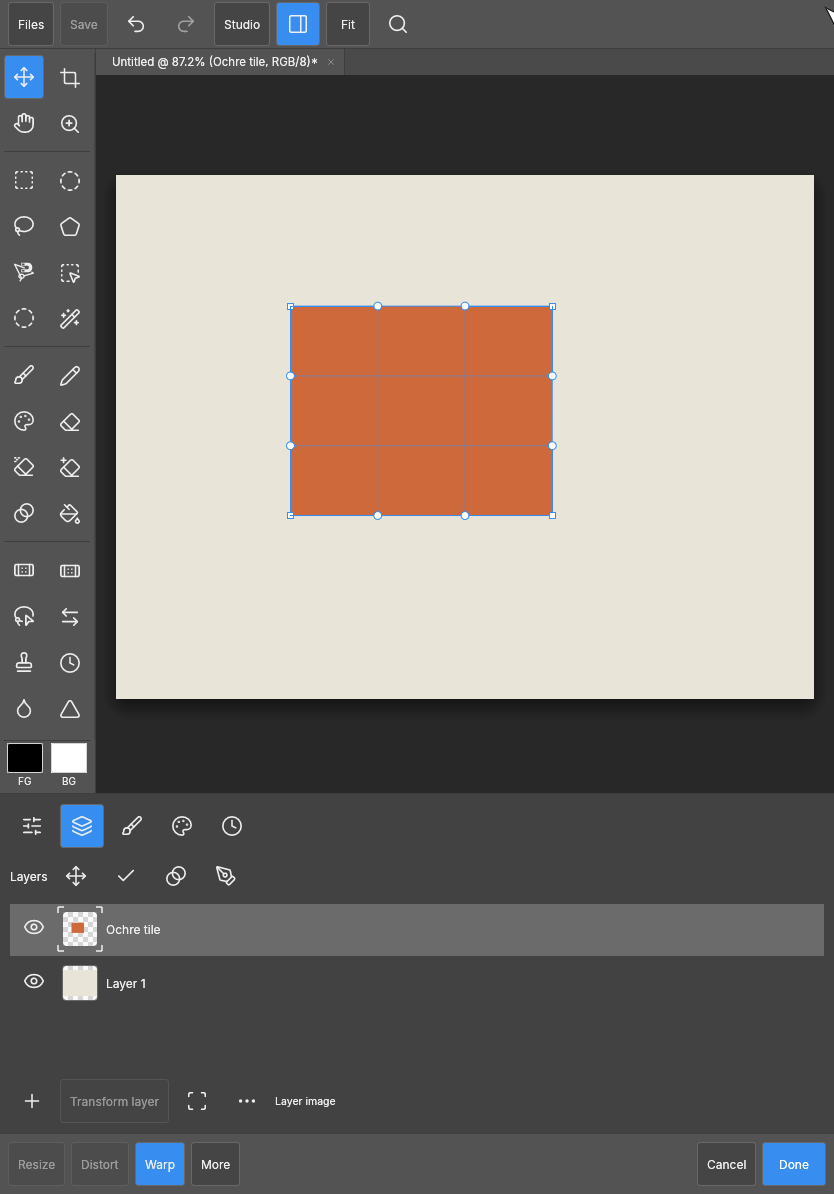 Files Save Studio Fit
Untitled @ 87.2% (Ochre tile, RGB/8)* ×
FG BG
Layers
Ochre tile
Layer 1
Transform layer Layer image
Resize Distort Warp More Cancel Done